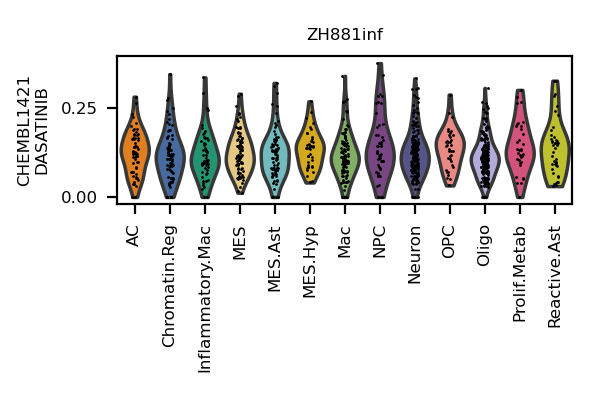 ZH881inf
CHEMBL1421
DASATINIB
0.25
0.00
AC
Chromatin.Reg
Inflammatory.Mac
MES
MES.Ast
MES.Hyp
Mac
NPC
Neuron
OPC
Oligo
Prolif.Metab
Reactive.Ast